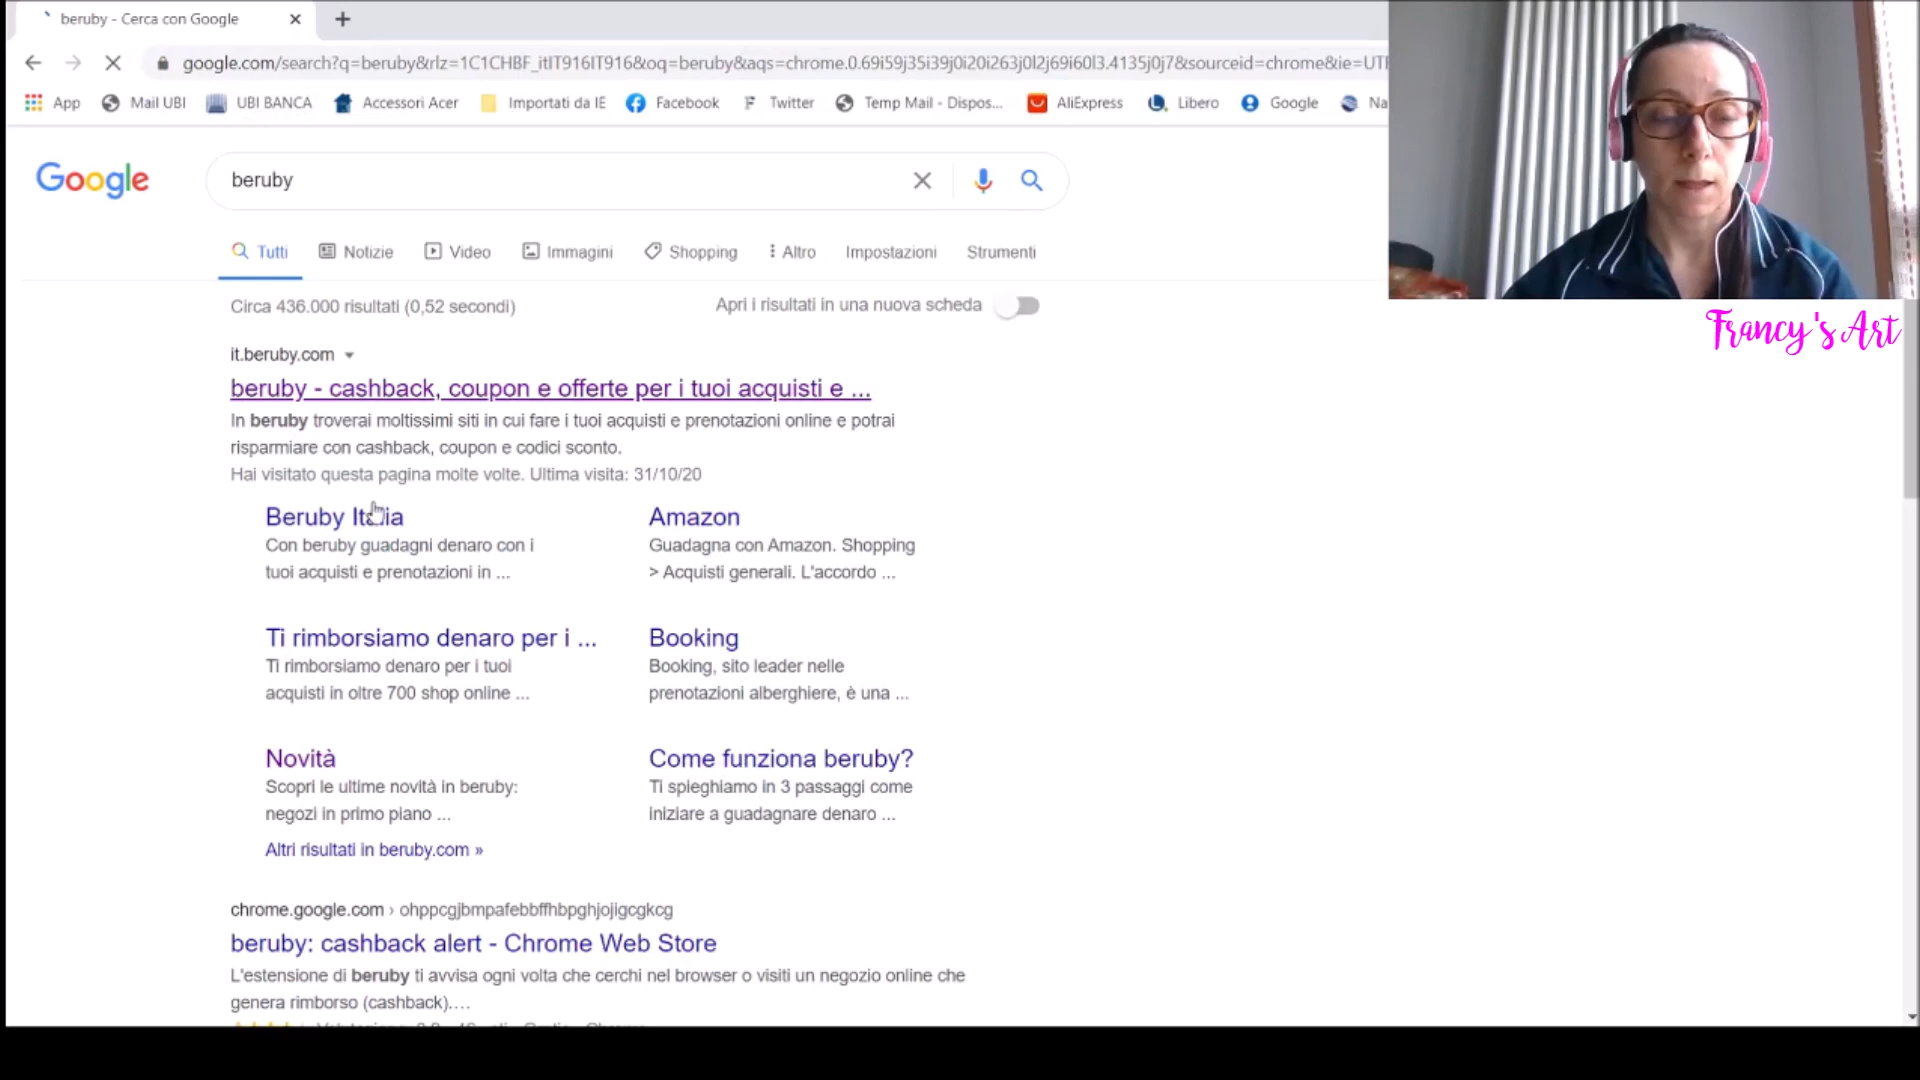 beruby - Cerca con Google
google.com/search?q=beruby&rlz=1C1CHBF_itIT916IT916&oq=beruby&aqs=chrome.0.69i59j35i39j0i20i263j0l2j69i60l3.4135j0j7&sourceid=chrome&ie=UTF
App Mail UBI UBI BANCA Accessori Acer Importati da IE Facebook Twitter Temp Mail - Dispos... AliExpress Libero Google Na
Google beruby
Tutti Notizie Video Immagini Shopping Altro Impostazioni Strumenti
Circa 436.000 risultati (0,52 secondi) Apri i risultati in una nuova scheda
Francy's Art
it.beruby.com
beruby - cashback, coupon e offerte per i tuoi acquisti e ...
In beruby troverai moltissimi siti in cui fare i tuoi acquisti e prenotazioni online e potrai
risparmiare con cashback, coupon e codici sconto.
Hai visitato questa pagina molte volte. Ultima visita: 31/10/20
Beruby Italia
Con beruby guadagni denaro con i
tuoi acquisti e prenotazioni in ...
Amazon
Guadagna con Amazon. Shopping
> Acquisti generali. L'accordo ...
Ti rimborsiamo denaro per i ...
Ti rimborsiamo denaro per i tuoi
acquisti in oltre 700 shop online ...
Booking
Booking, sito leader nelle
prenotazioni alberghiere, è una ...
Novità
Scopri le ultime novità in beruby:
negozi in primo piano ...
Come funziona beruby?
Ti spieghiamo in 3 passaggi come
iniziare a guadagnare denaro ...
Altri risultati in beruby.com »
chrome.google.com › ohppcgjbmpafebbffhbpghjojigcgkcg
beruby: cashback alert - Chrome Web Store
L'estensione di beruby ti avvisa ogni volta che cerchi nel browser o visiti un negozio online che
genera rimborso (cashback)....